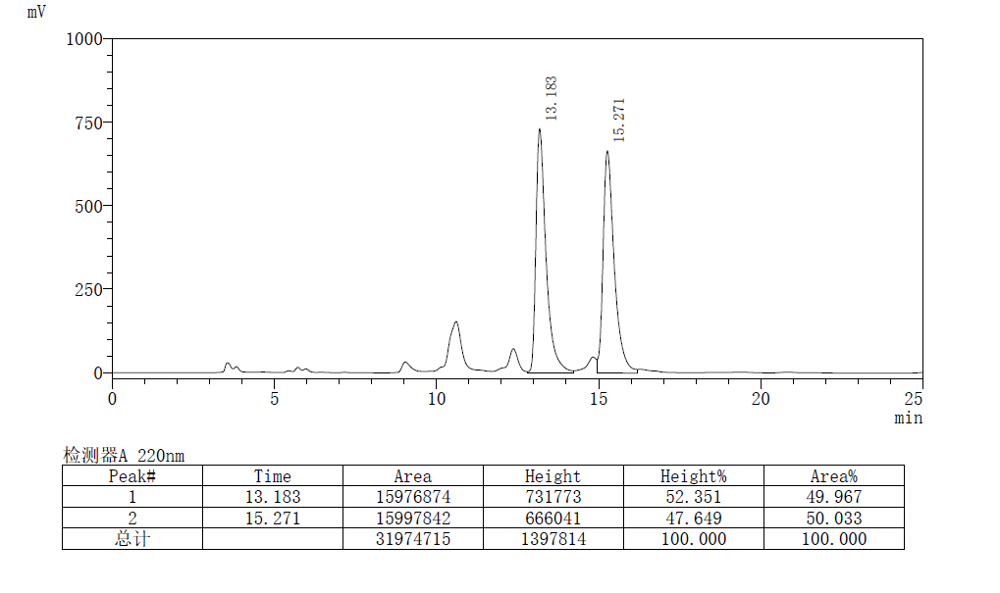 mV
1000
750
500
250
0
13.183
15.271
0 5 10 15 20 25
min
检测器A 220nm
Peak# Time Area Height Height% Area%
1 13.183 15976874 731773 52.351 49.967
2 15.271 15997842 666041 47.649 50.033
总计 31974715 1397814 100.000 100.000